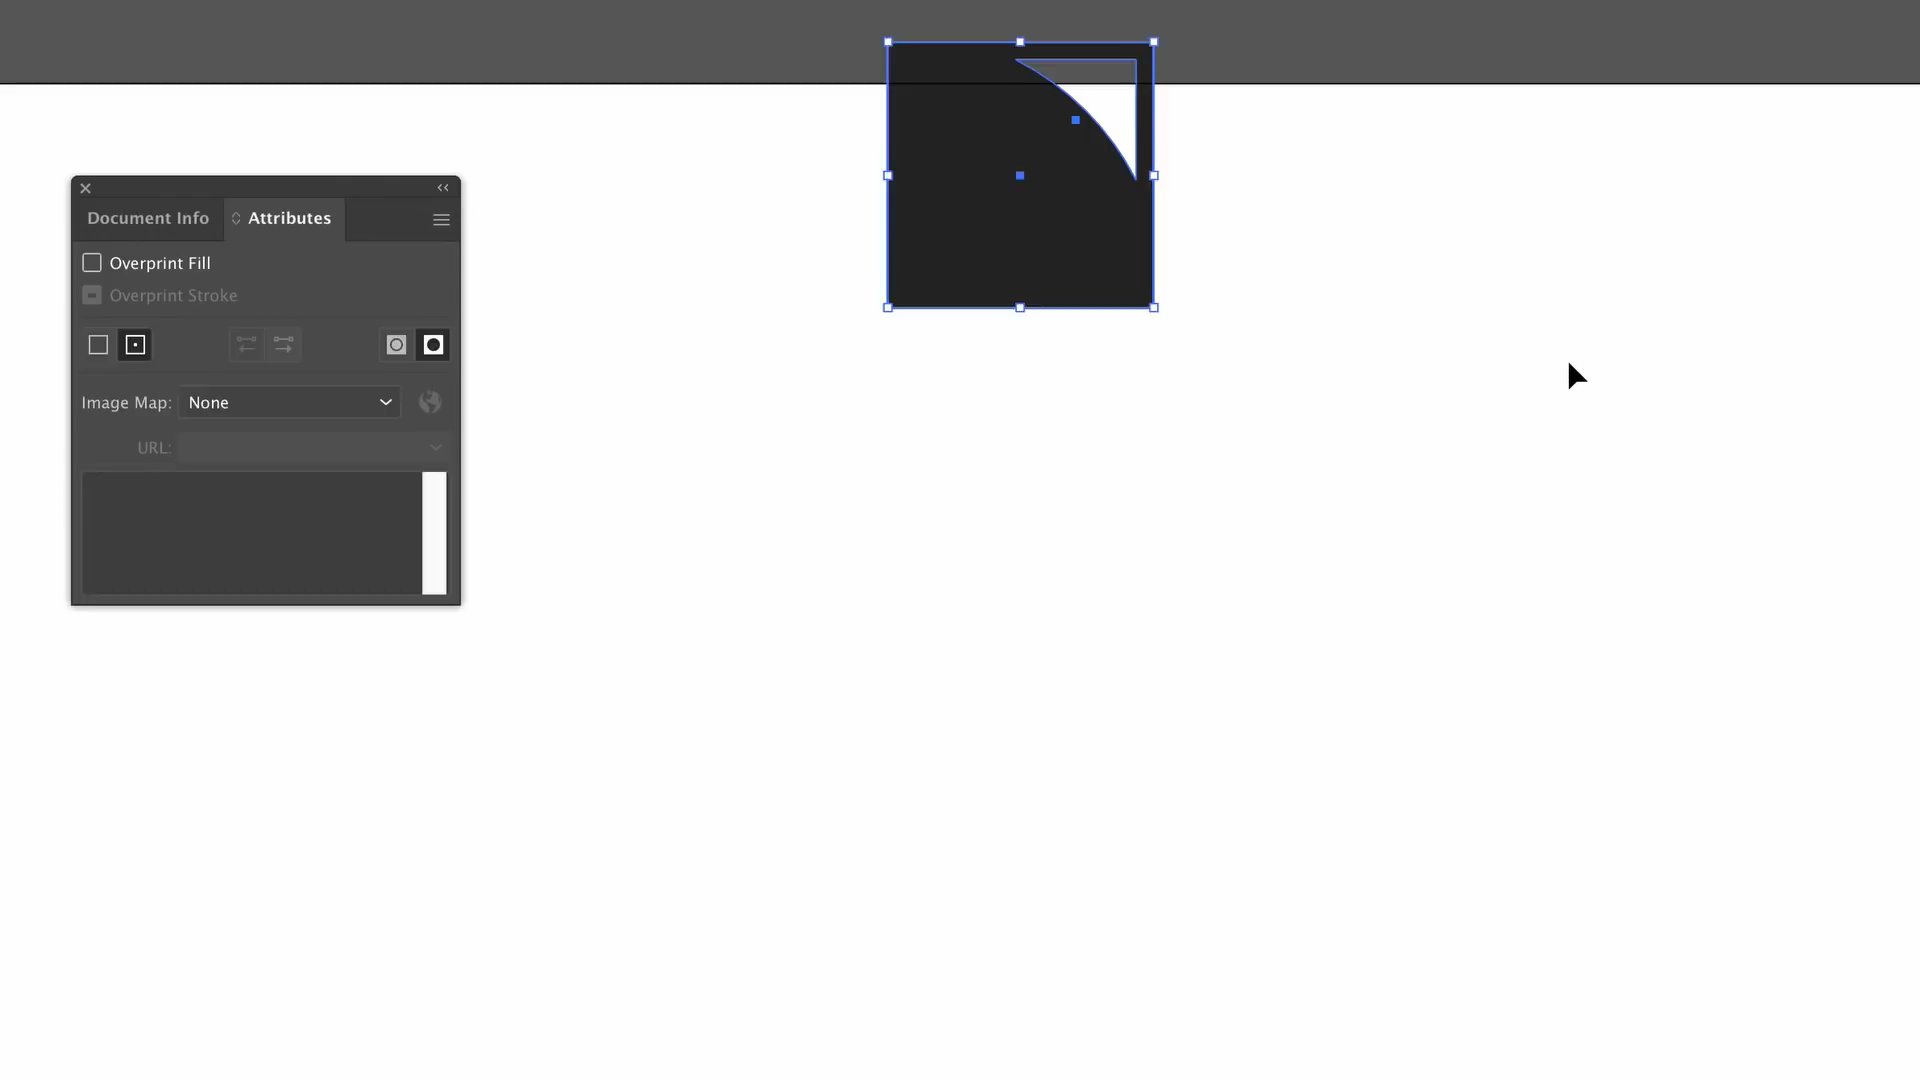 Document Info
Attributes
Overprint Fill
Overprint Stroke
Image Map: None
URL: